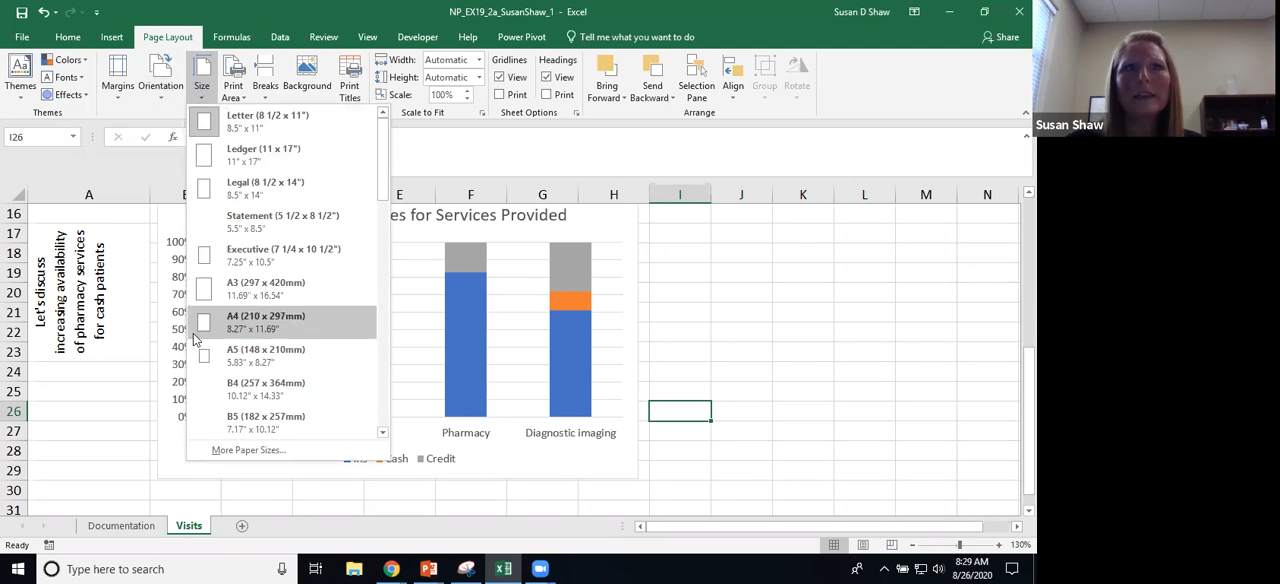 NP_EX19_2a_SusanShaw_1 - Excel
Susan D Shaw
File Home Insert Page Layout Formulas Data Review View Developer Help Power Pivot Tell me what you want to do
Share
Themes
Colors
Fonts
Effects
Themes
Margins
Orientation
Size
Print Area
Breaks
Background
Print Titles
Width: Automatic
Height: Automatic
Scale: 100%
Scale to Fit
Gridlines
View
Print
Headings
View
Print
Sheet Options
Bring Forward
Send Backward
Selection Pane
Align
Group
Rotate
Arrange
Susan Shaw
I26
fx
Letter (8 1/2 x 11")
8.5" x 11"
Ledger (11 x 17")
11" x 17"
Legal (8 1/2 x 14")
8.5" x 14"
Statement (5 1/2 x 8 1/2")
5.5" x 8.5"
Executive (7 1/4 x 10 1/2")
7.25" x 10.5"
A3 (297 x 420mm)
11.69" x 16.54"
A4 (210 x 297mm)
8.27" x 11.69"
A5 (148 x 210mm)
5.83" x 8.27"
B4 (257 x 364mm)
10.12" x 14.33"
B5 (182 x 257mm)
7.17" x 10.12"
More Paper Sizes...
A E F G H I J K L M N
16
17
18
19
20
21
22
23
24
25
26
27
28
29
30
31
Let's discuss
increasing availability
of pharmacy services
for cash patients
es for Services Provided
100%
90%
80%
70%
60%
50%
40%
30%
20%
10%
0%
Pharmacy Diagnostic imaging
Cash Credit
Documentation Visits
Ready
130%
Type here to search
8:29 AM
8/26/2020